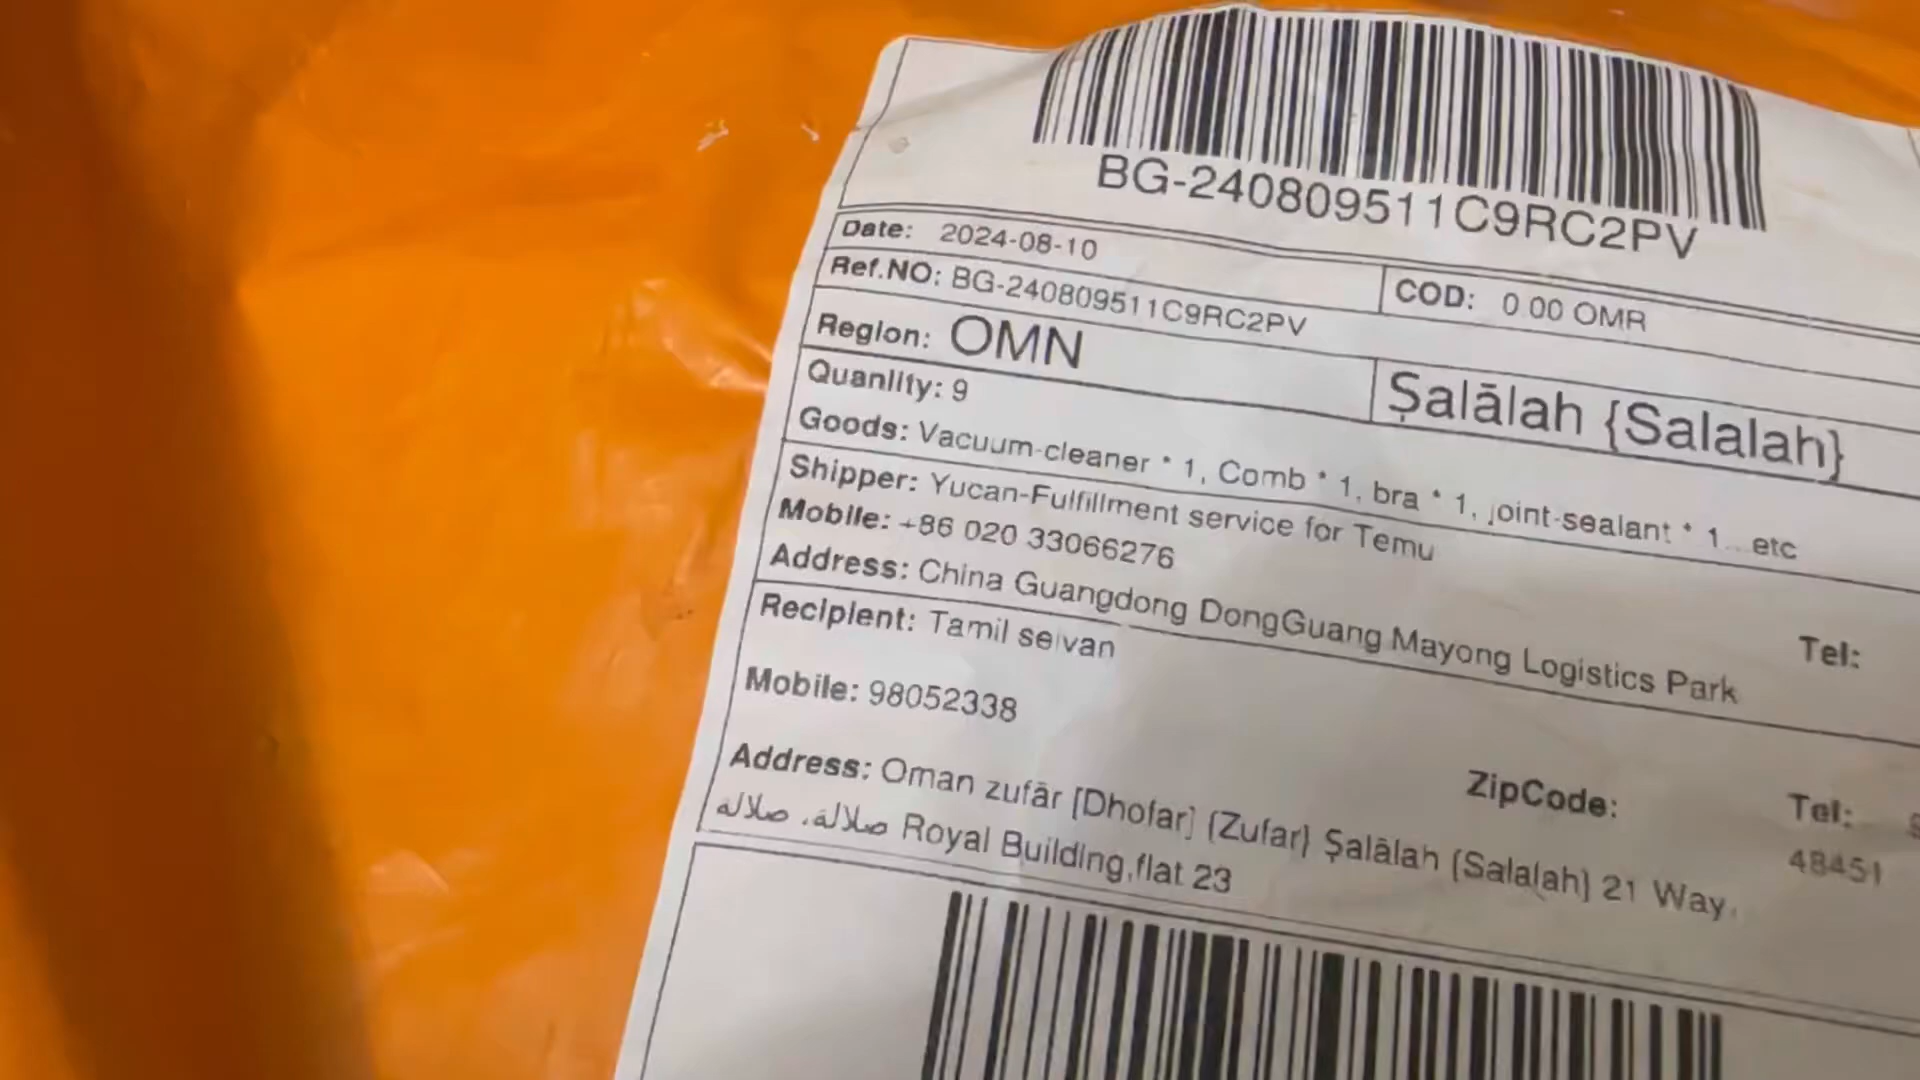 BG-240809511C9RC2PV
Date: 2024-08-10
COD: 0.00 OMR
Ref.NO: BG-240809511C9RC2PV
Region: OMN
Ṣalālah {Salalah}
Quantity: 9
Goods: Vacuum-cleaner * 1, Comb * 1, bra * 1, joint-sealant * 1...etc
Shipper: Yucan-Fulfillment service for Temu
Mobile: +86 020 33066276
Tel:
Address: China Guangdong DongGuang Mayong Logistics Park
Recipient: Tamil selvan
Mobile: 98052338
ZipCode:
Tel:
Address: Oman zufār [Dhofar] {Zufar} Ṣalālah {Salalah} 21 Way, 48451
صلالة، صلاله Royal Building,flat 23